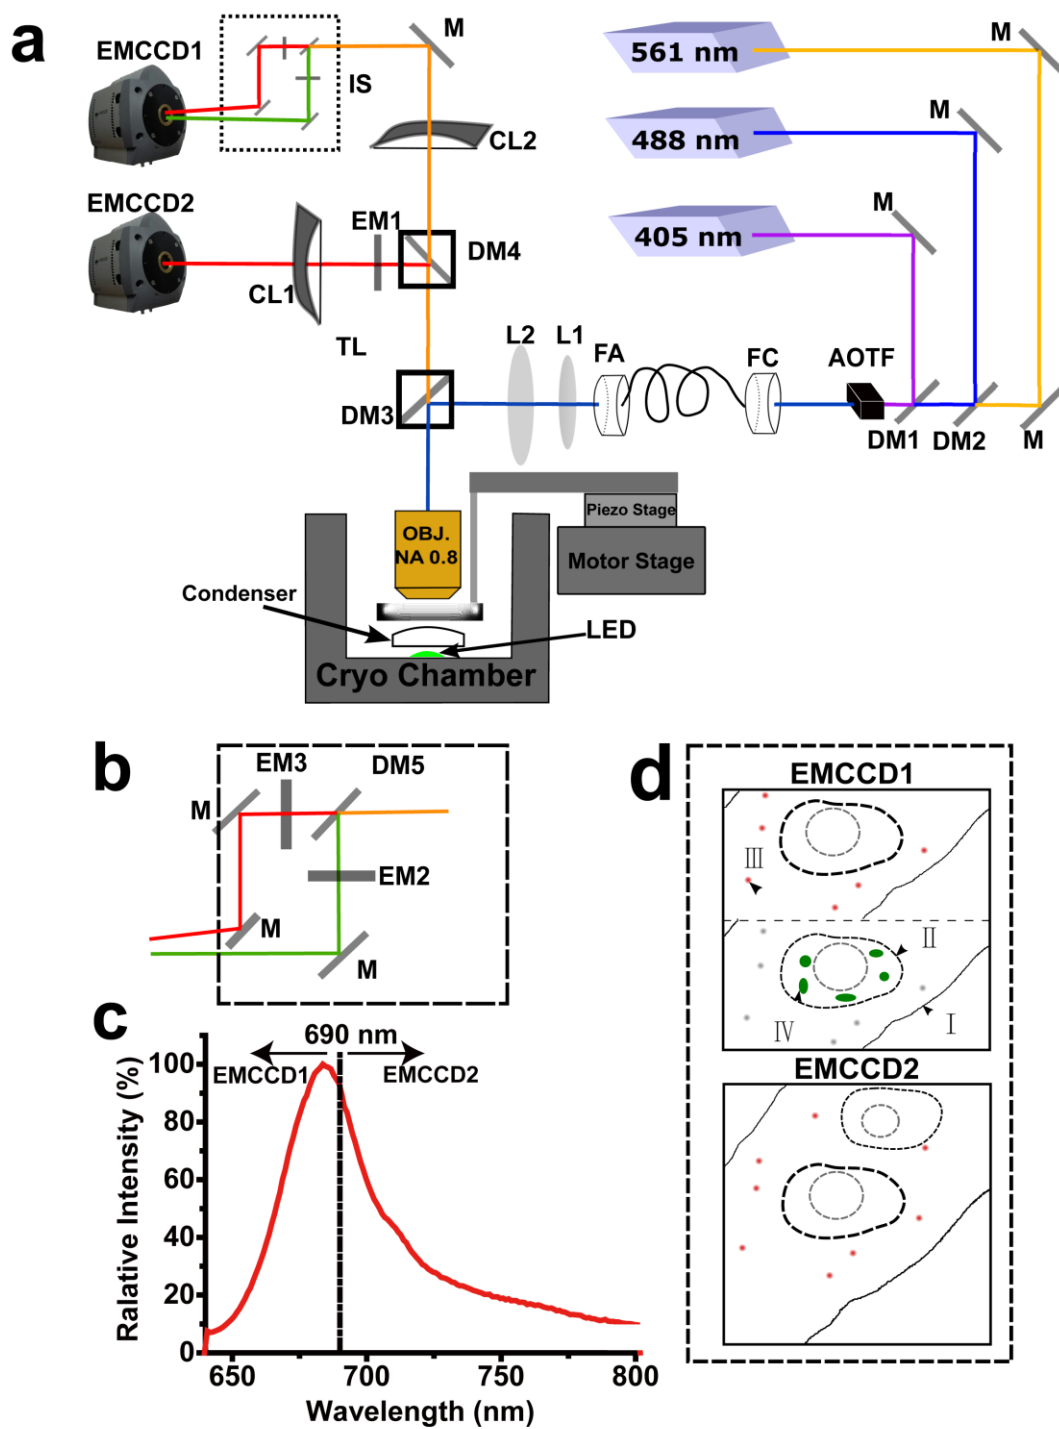 a
EMCCD1
IS
M
CL2
561 nm
M
488 nm
M
405 nm
M
EMCCD2
EM1
DM4
CL1
TL
DM3
L2
L1
FA
FC
AOTF
DM1
DM2
M
OBJ.
NA 0.8
Piezo Stage
Motor Stage
Condenser
LED
Cryo Chamber
b
EM3
DM5
M
EM2
M
M
c
690 nm
EMCCD1
EMCCD2
Ralative Intensity (%)
100
80
60
40
20
0
650
700
750
800
Wavelength (nm)
d
EMCCD1
III
II
IV
I
EMCCD2